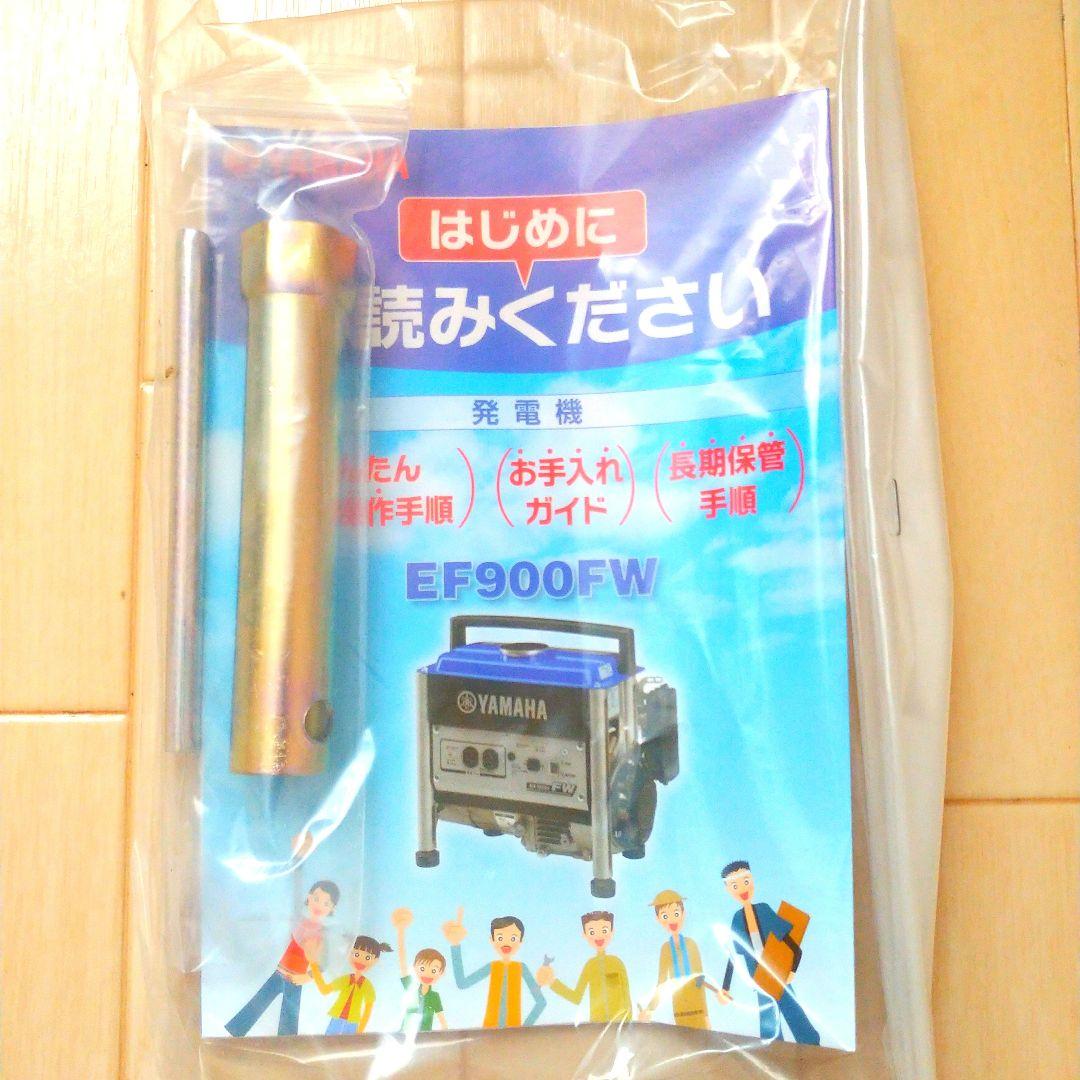 はじめに
読みください
発電機
たん
作手順
お手入れ
ガイド
長期保管
手順
EF900FW
YAMAHA
FW